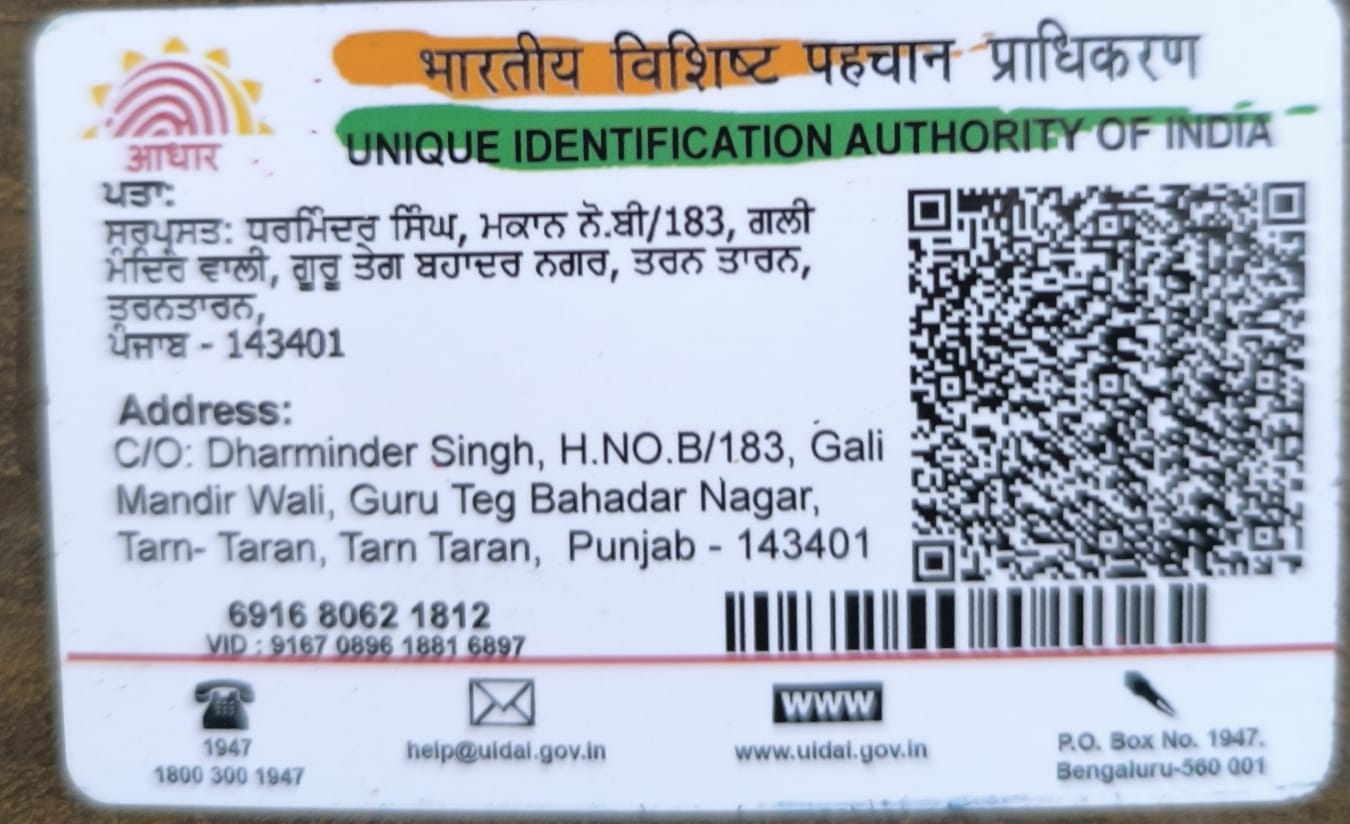 भारतीय विशिष्ट पहचान प्राधिकरण
आधार
UNIQUE IDENTIFICATION AUTHORITY OF INDIA
ਪਤਾ:
ਸਰਪ੍ਰਸਤ: ਧਰਮਿੰਦਰ ਸਿੰਘ, ਮਕਾਨ ਨੋ.ਬੀ/183, ਗਲੀ
ਮੰਦਿਰ ਵਾਲੀ, ਗੁਰੂ ਤੇਗ ਬਹਾਦਰ ਨਗਰ, ਤਰਨ ਤਾਰਨ,
ਤਰਨਤਾਰਨ,
ਪੰਜਾਬ - 143401
Address:
C/O: Dharminder Singh, H.NO.B/183, Gali
Mandir Wali, Guru Teg Bahadar Nagar,
Tarn- Taran, Tarn Taran, Punjab - 143401
6916 8062 1812
VID : 9167 0896 1881 6897
1947
1800 300 1947
help@uidai.gov.in
www
www.uidai.gov.in
P.O. Box No. 1947,
Bengaluru-560 001